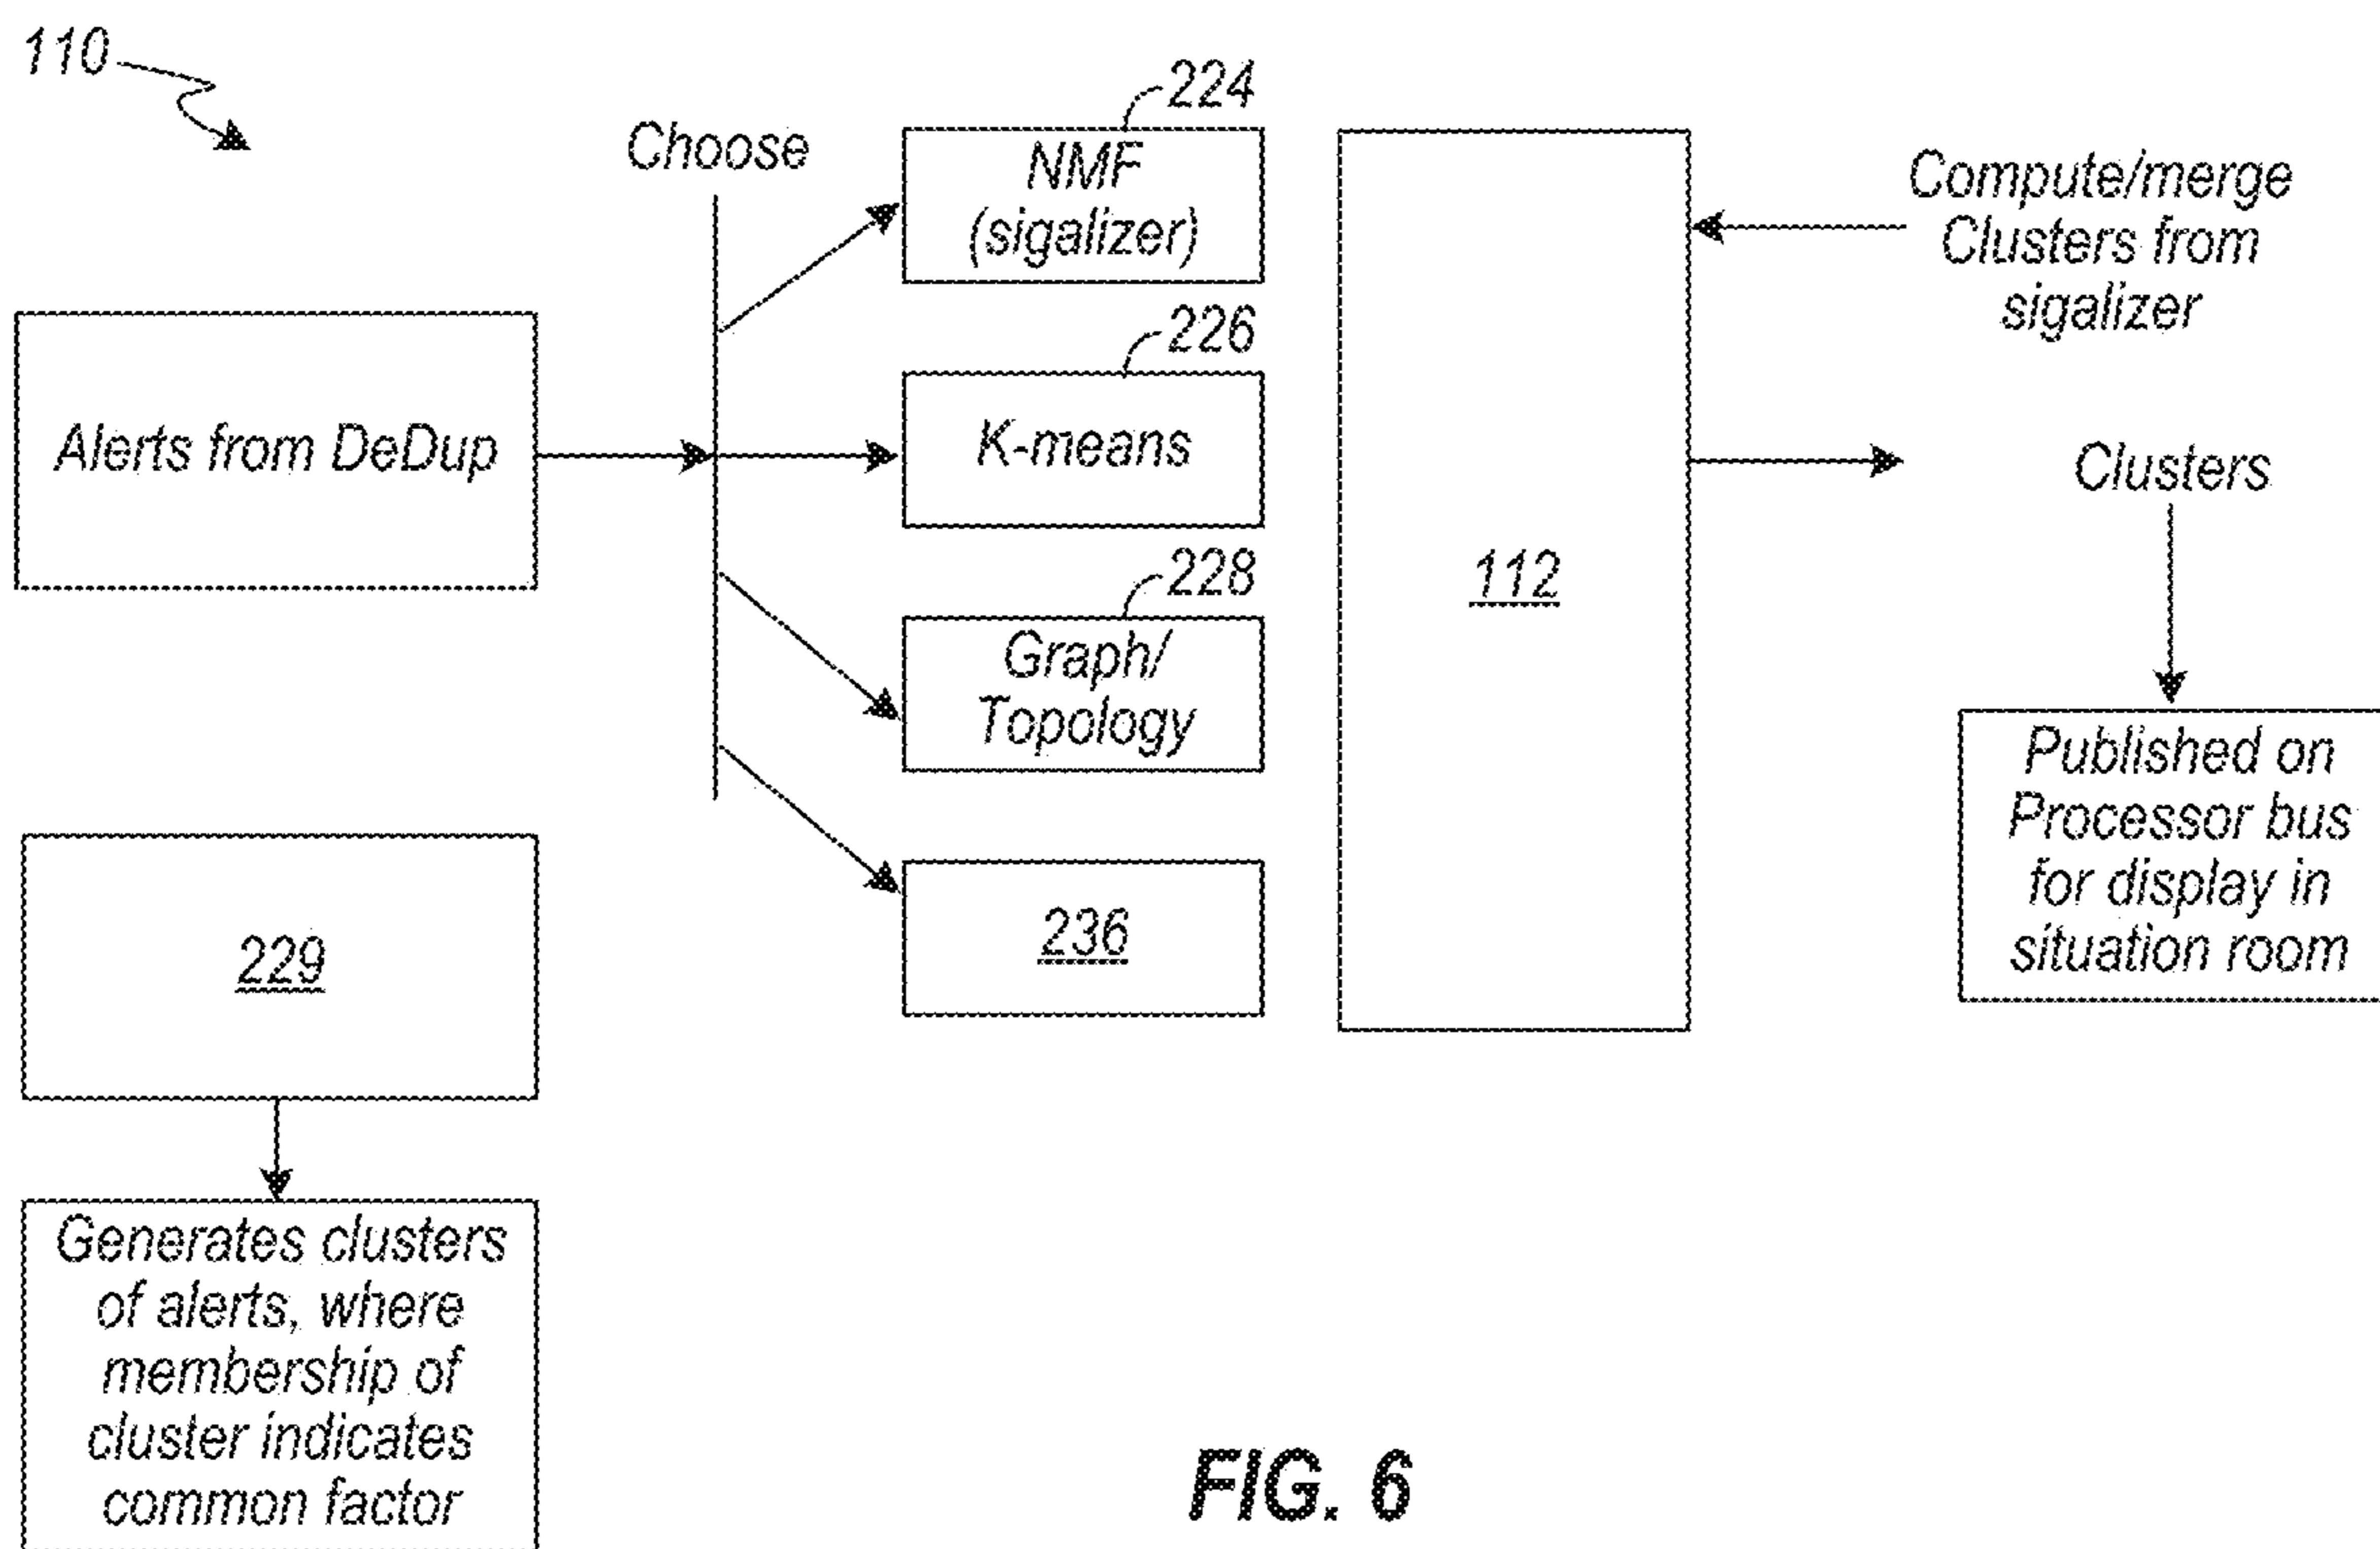 110
Choose
224
NMF
(sigalizer)
Compute/merge
Clusters from
sigalizer
Alerts from DeDup
226
K-means
Clusters
228
Graph/
Topology
112
Published on
Processor bus
for display in
situation room
229
236
Generates clusters
of alerts, where
membership of
cluster indicates
common factor
FIG. 6